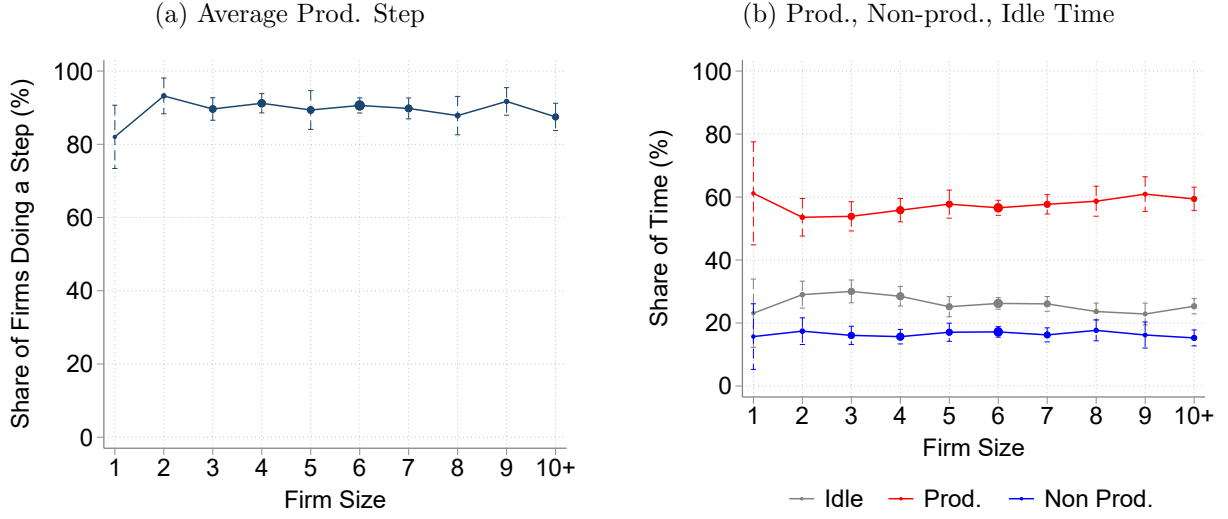 (a) Average Prod. Step
Share of Firms Doing a Step (%)
100
80
60
40
20
0
1 2 3 4 5 6 7 8 9 10+
Firm Size
(b) Prod., Non-prod., Idle Time
Share of Time (%)
100
80
60
40
20
0
1 2 3 4 5 6 7 8 9 10+
Firm Size
Idle Prod. Non Prod.